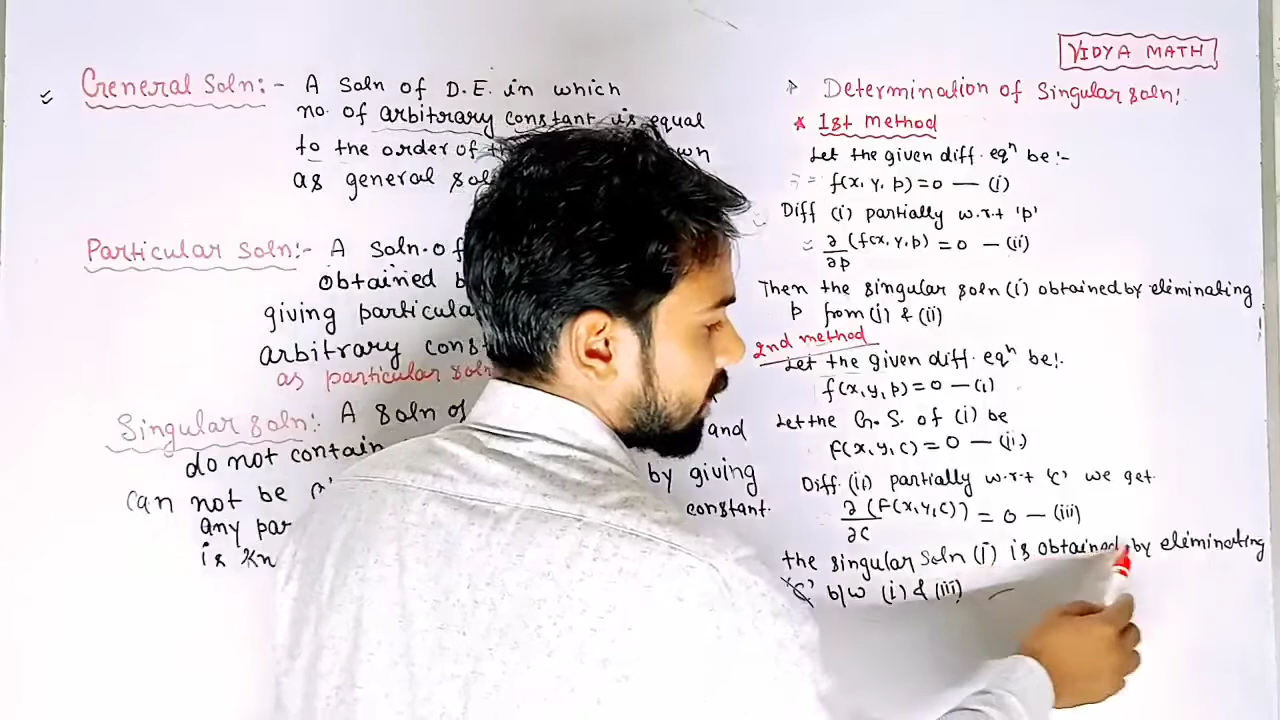 VIDYA MATH
General Soln:- A Soln of D.E. in which
no. of arbitrary constant is equal
to the order of th wn
as general sol
Particular Soln:- A Soln. of
obtained b
giving particula
arbitrary const
as particular soln
Singular soln:- A soln of and
do not contain by giving
can not be constant.
any par
is kn
Determination of Singular soln:
* 1st method
Let the given diff. eqⁿ be:-
f(x, y, p)=0 — (i)
Diff (i) partially w.r.t 'p'
∂/∂p (f(x,y,p) = 0 — (ii)
Then the singular soln (i) obtained by eliminating
p from (i) & (ii)
2nd method
Let the given diff. eqⁿ be:.
f(x,y,p)=0 — (i)
Let the G. S. of (i) be
F(x,y,c) = 0 — (ii)
Diff. (ii) partially w.r.t 'c' we get.
∂(F(x,y,c))/∂c = 0 — (iii)
the singular soln (i) is obtained by eliminating
'c' b/w (i) & (iii)